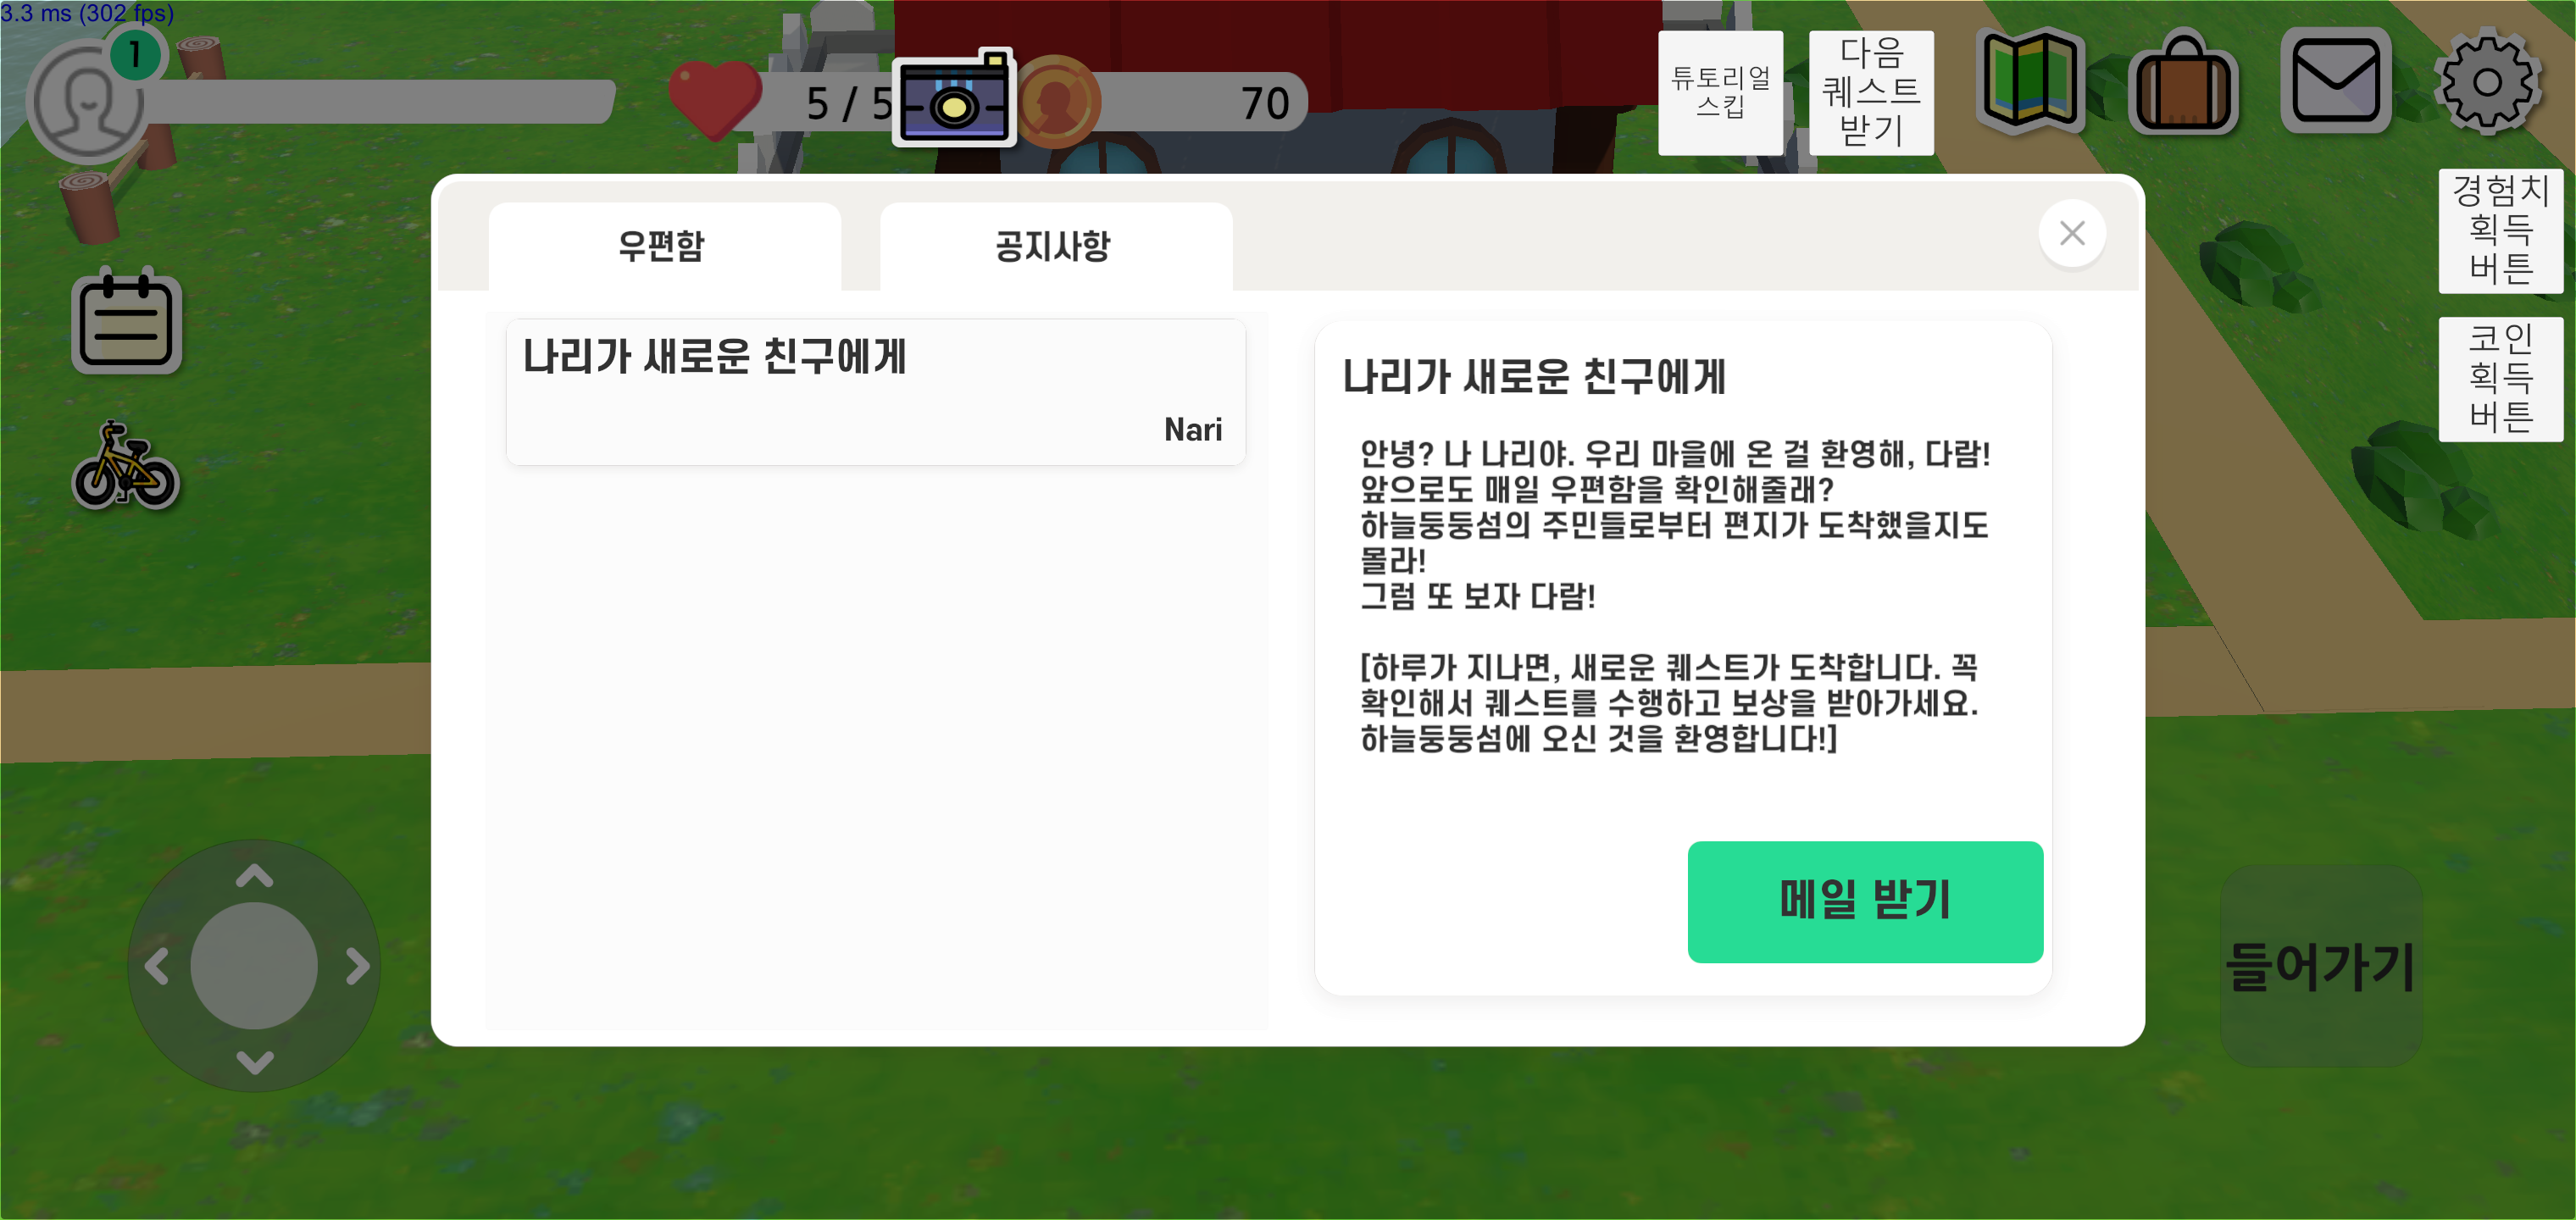 3.3 ms (302 fps)
1
5 / 5
70
튜토리얼
스킵
다음
퀘스트
받기
경험치
획득
버튼
코인
획득
버튼
우편함
공지사항
나리가 새로운 친구에게
Nari
나리가 새로운 친구에게
안녕? 나 나리야. 우리 마을에 온 걸 환영해, 다람!
앞으로도 매일 우편함을 확인해줄래?
하늘둥둥섬의 주민들로부터 편지가 도착했을지도
몰라!
그럼 또 보자 다람!
[하루가 지나면, 새로운 퀘스트가 도착합니다. 꼭
확인해서 퀘스트를 수행하고 보상을 받아가세요.
하늘둥둥섬에 오신 것을 환영합니다!]
메일 받기
들어가기